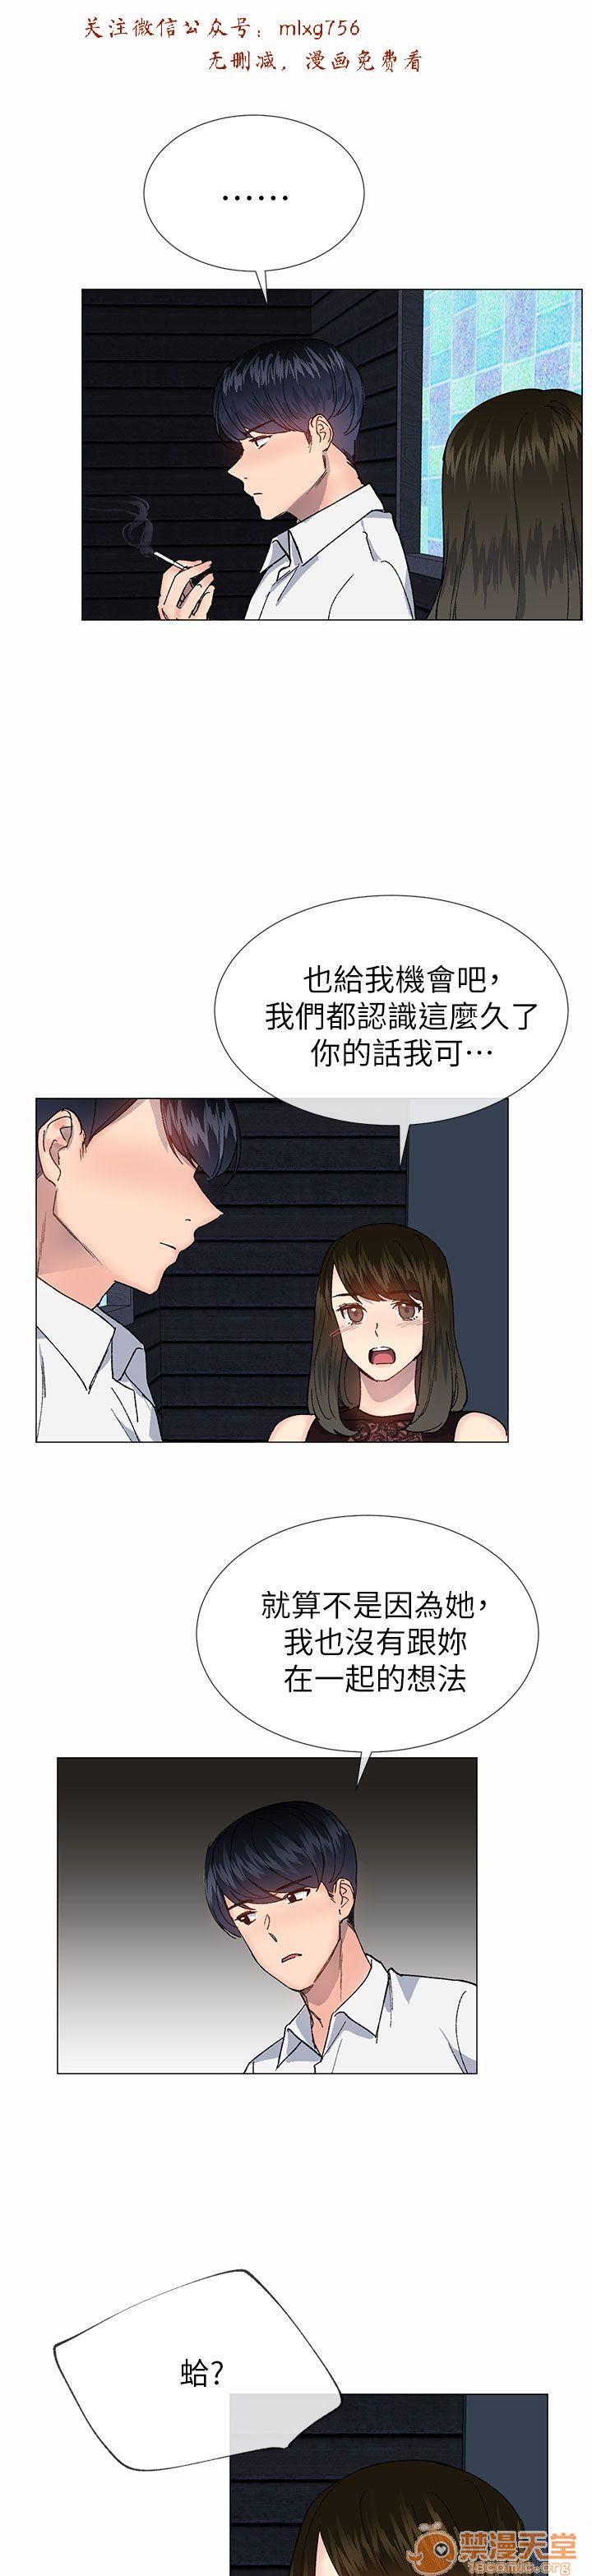 关注微信公众号：mlxg756
无删减，漫画免费看
······
也給我機會吧，
我們都認識這麼久了
你的話我可…
就算不是因為她，
我也沒有跟妳
在一起的想法
蛤?
禁漫天堂
18comic.org